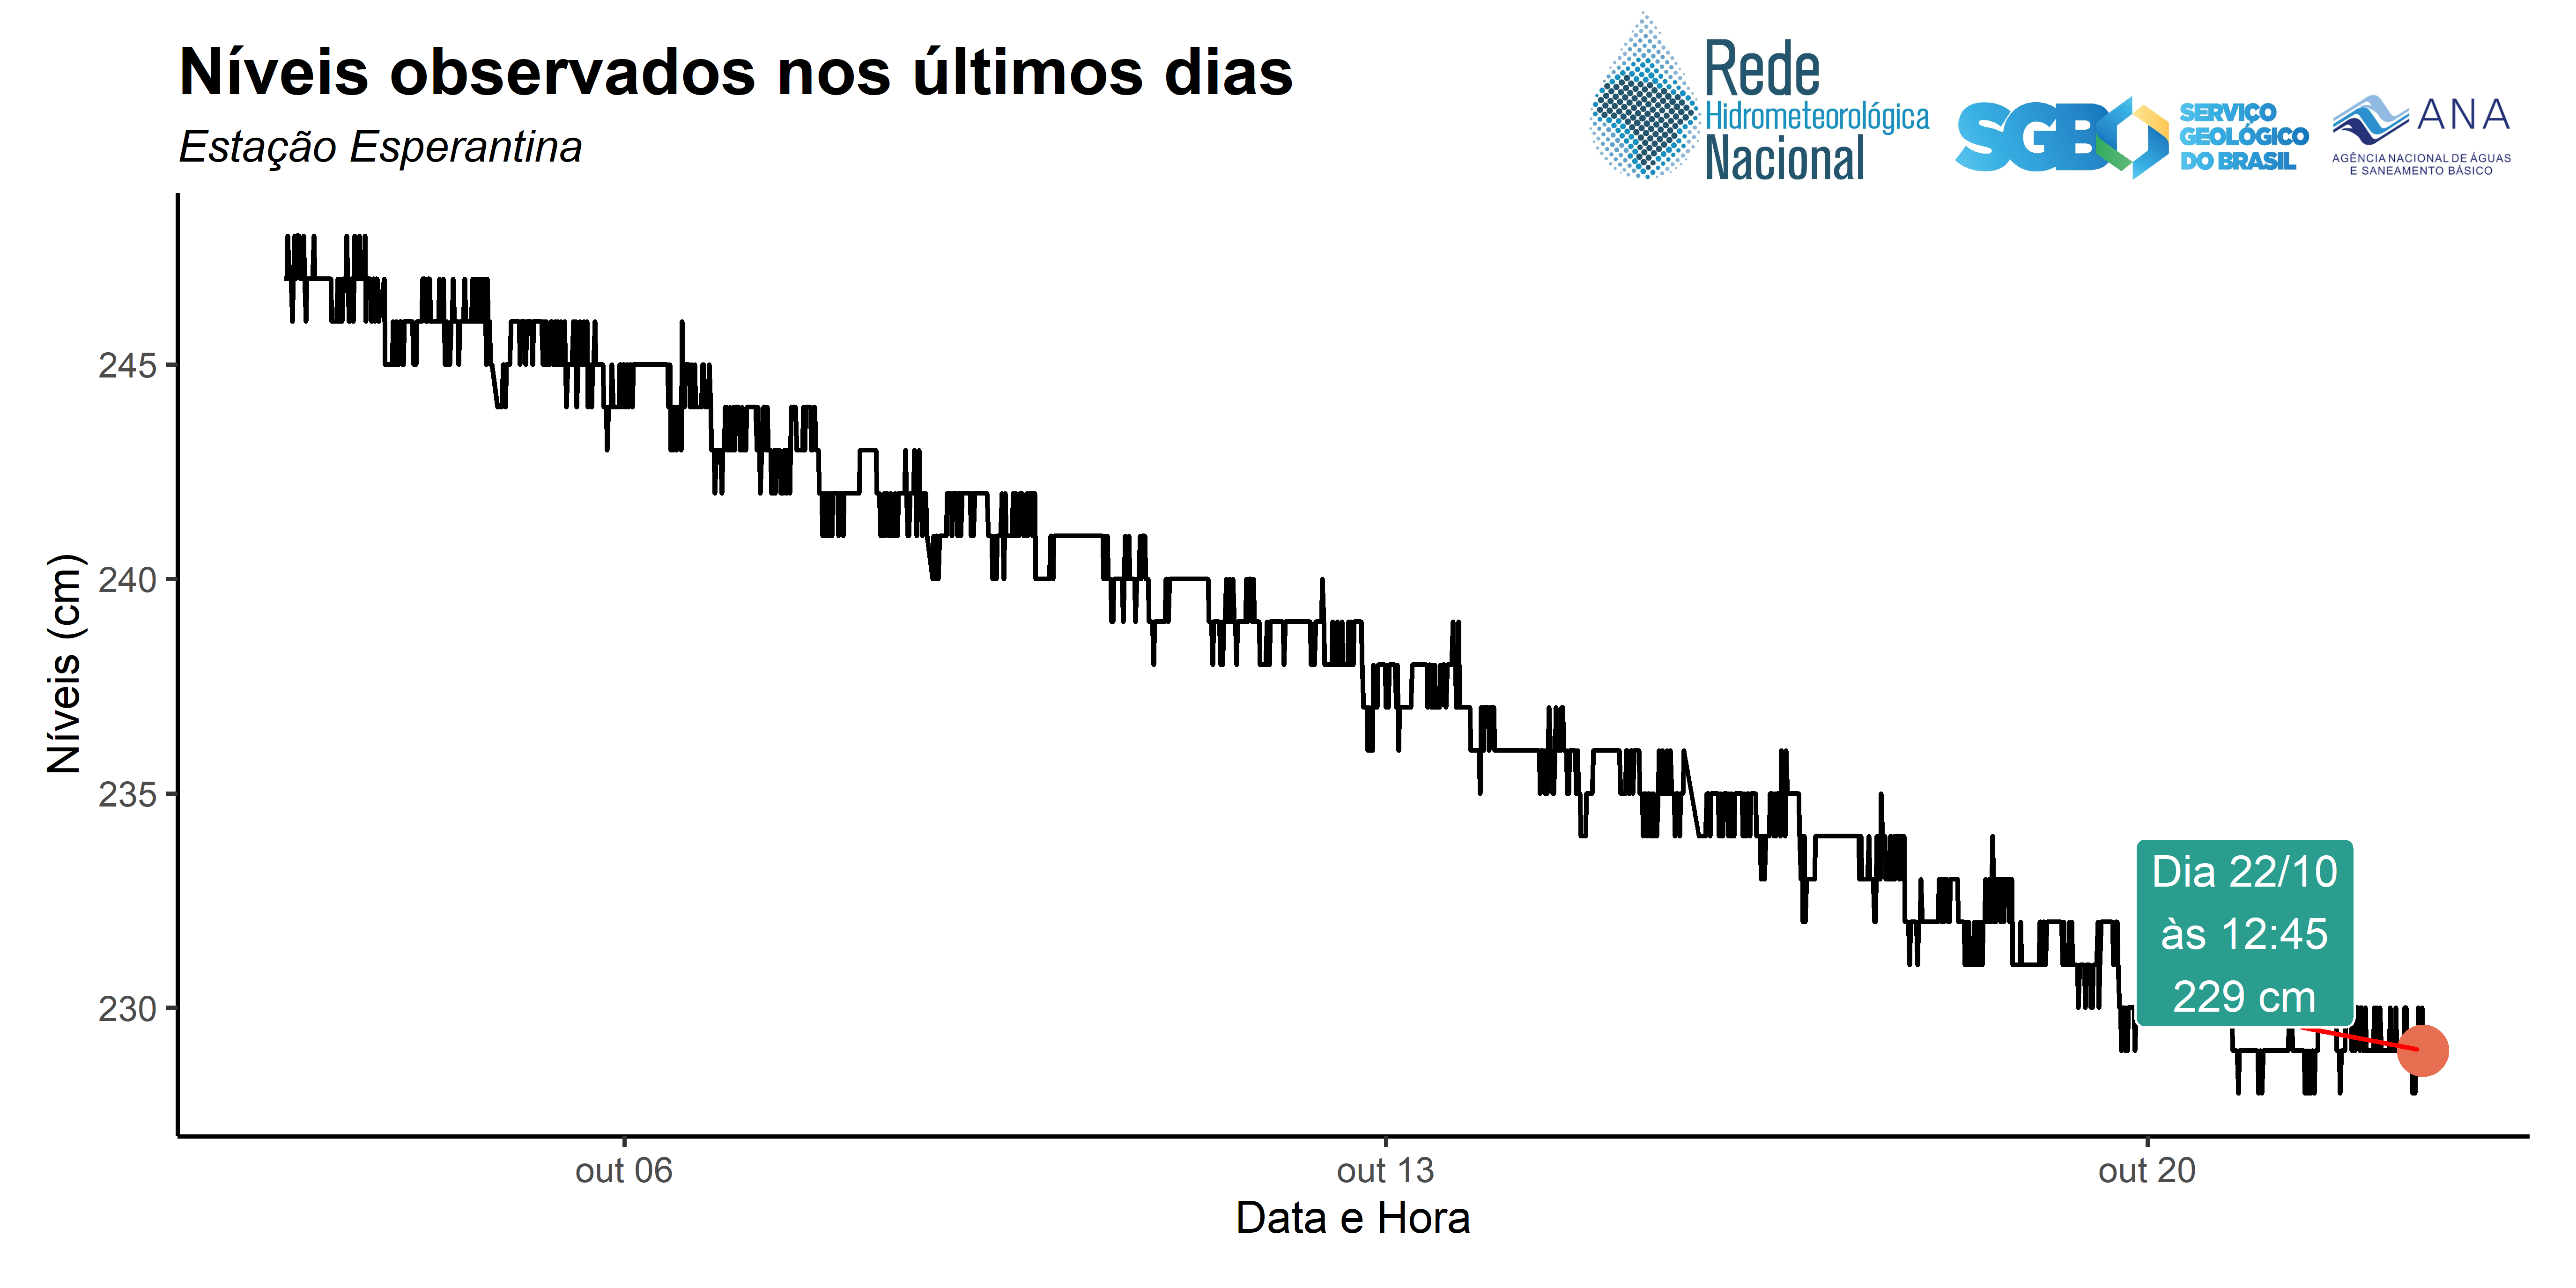 Níveis observados nos últimos dias
Estação Esperantina
Rede
Hidrometeorológica
Nacional
SGB
SERVIÇO
GEOLÓGICO
DO BRASIL
ANA
AGÊNCIA NACIONAL DE ÁGUAS
E SANEAMENTO BÁSICO
Níveis (cm)
245
240
235
230
Dia 22/10
às 12:45
229 cm
out 06
out 13
out 20
Data e Hora